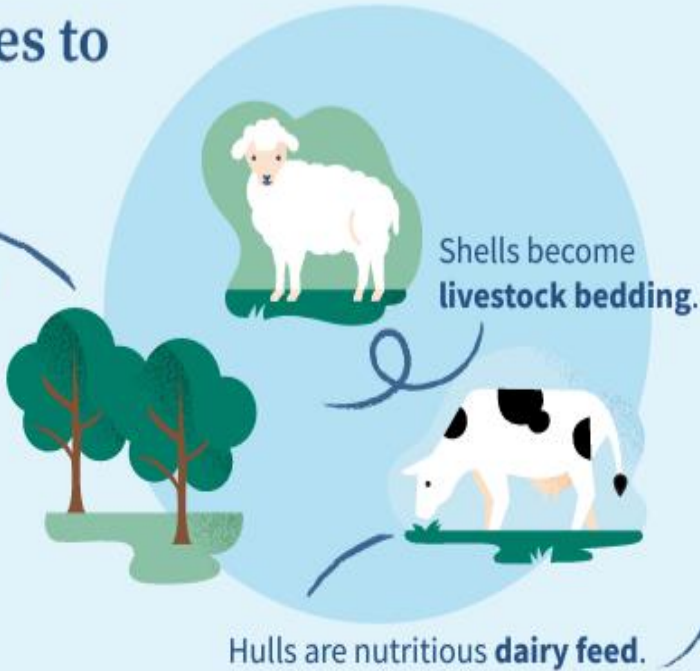 es to
Shells become
livestock bedding.
Hulls are nutritious dairy feed.